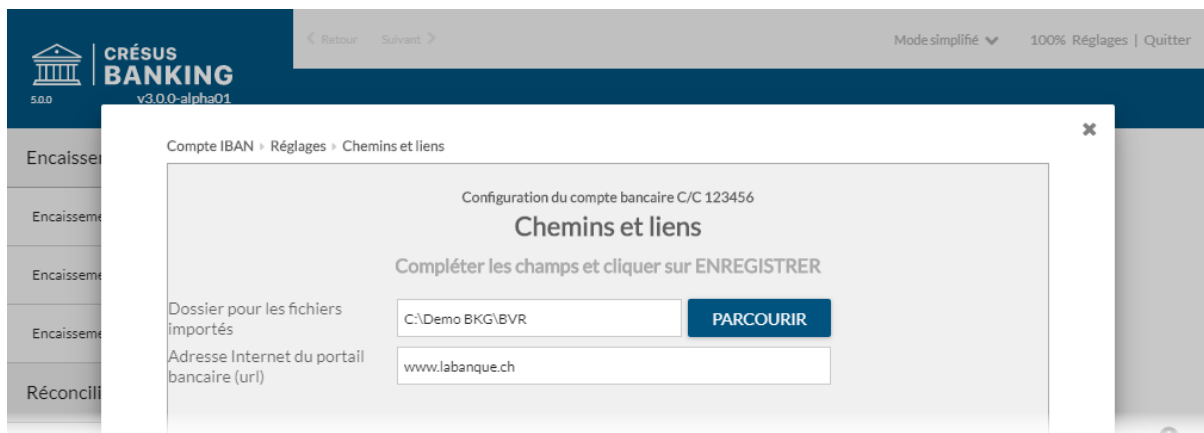 CRÉSUS
BANKING
5.0.0 v3.0.0-alpha01
Retour Suivant
Mode simplifié 100% Réglages | Quitter
Encaisse
Encaisseme
Encaisseme
Encaisseme
Réconcili
Compte IBAN Réglages Chemins et liens
Configuration du compte bancaire C/C 123456
Chemins et liens
Compléter les champs et cliquer sur ENREGISTRER
Dossier pour les fichiers
importés
C:\Demo BKG\BVR PARCOURIR
Adresse Internet du portail
bancaire (url)
www.labanque.ch